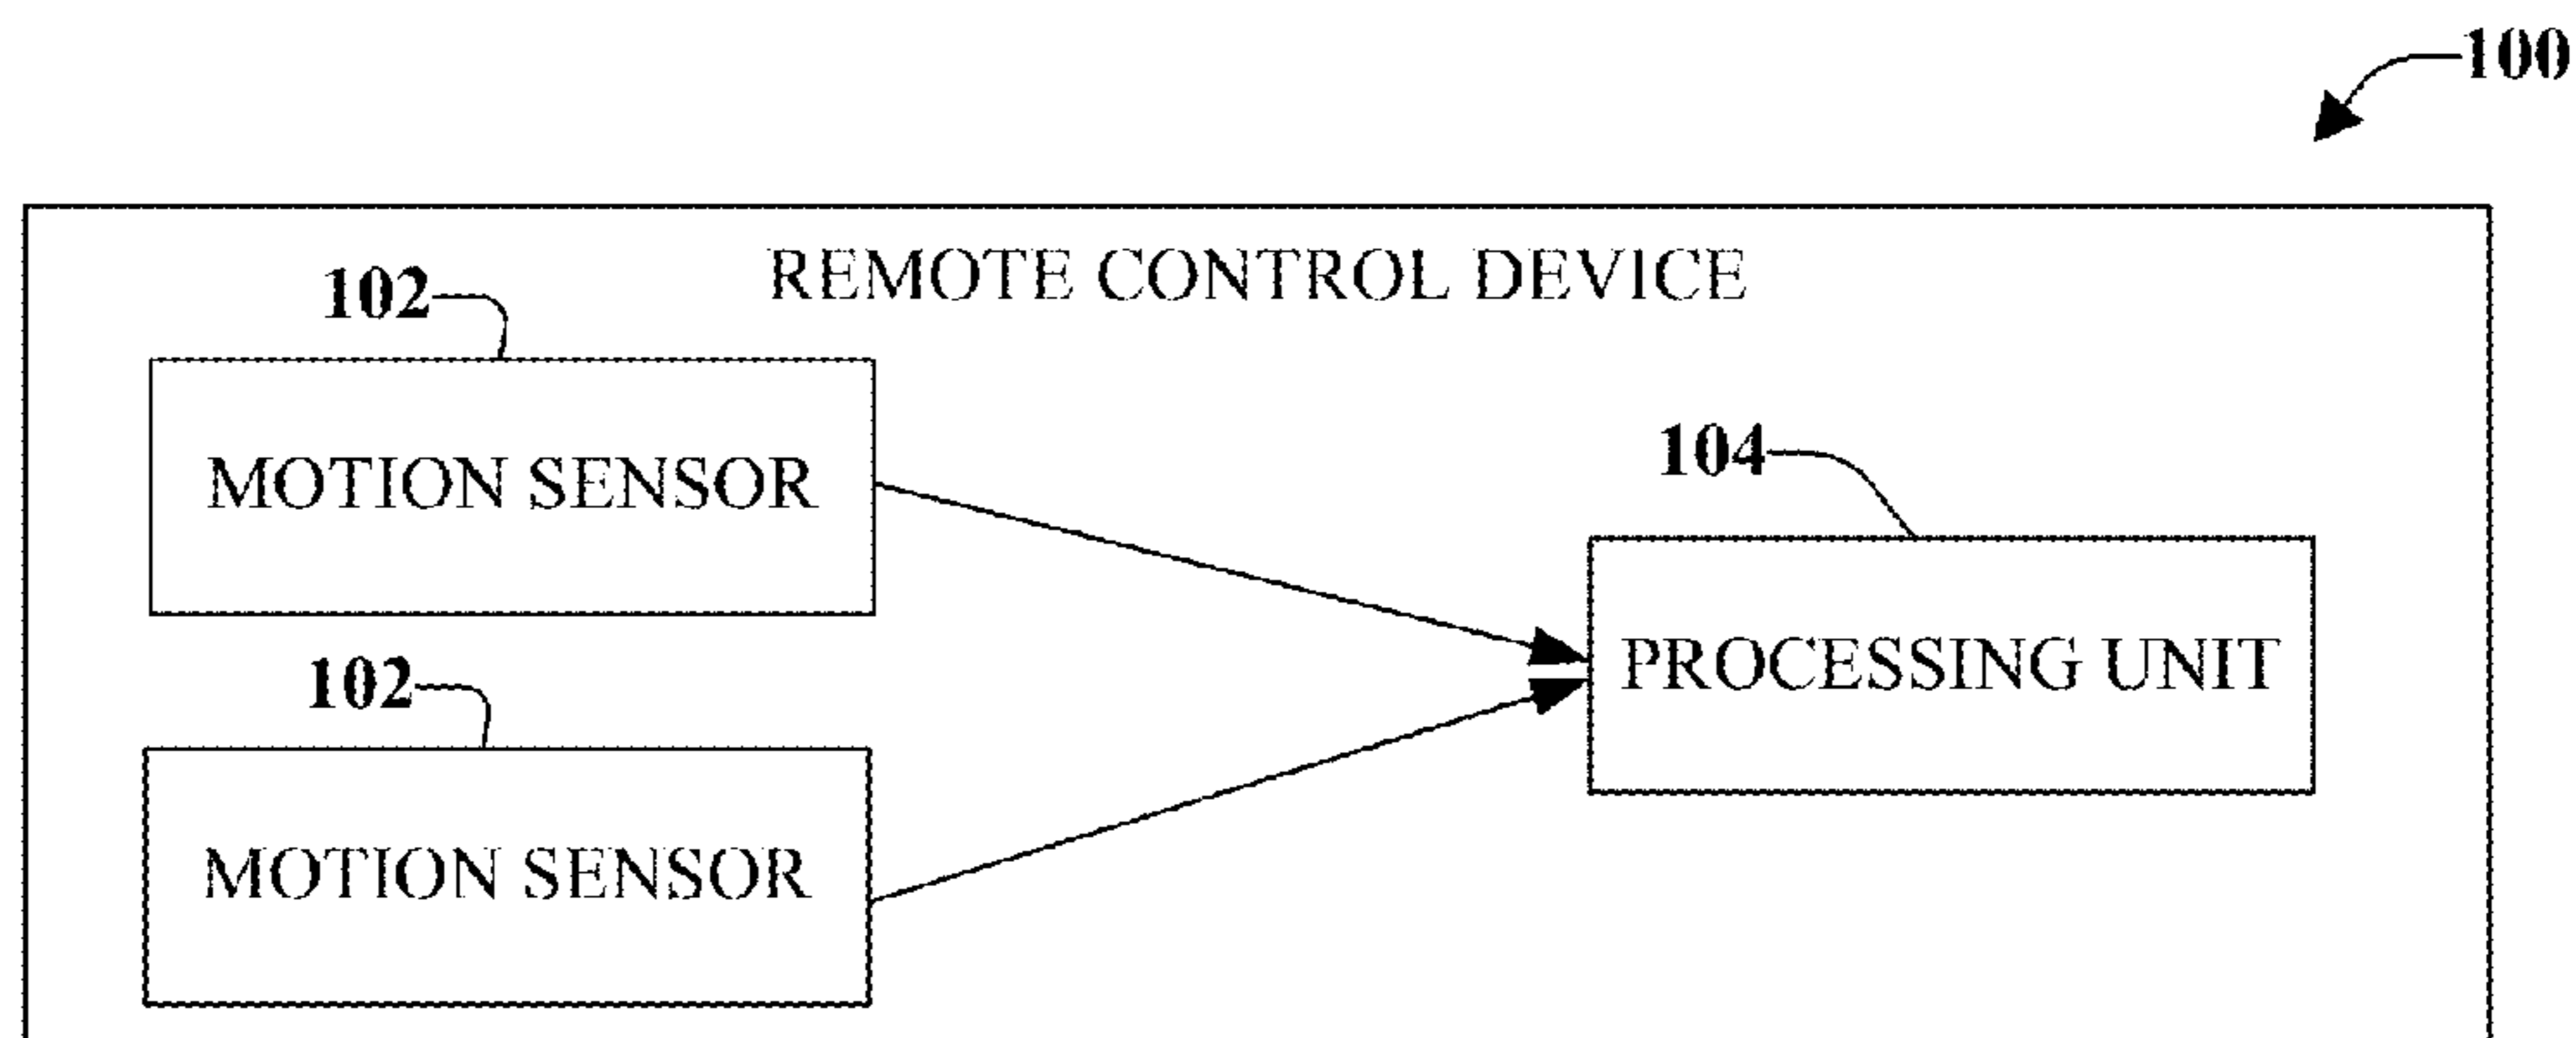 100
REMOTE CONTROL DEVICE
102
MOTION SENSOR
104
PROCESSING UNIT
102
MOTION SENSOR